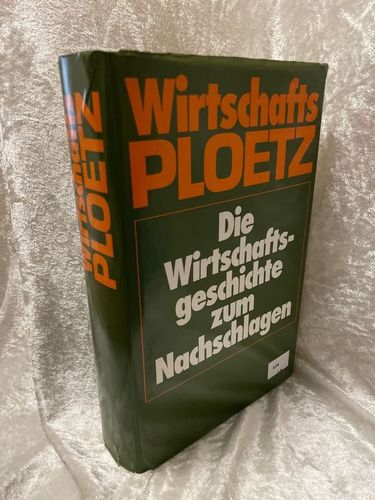 Wirtschafts
PLOETZ
Wirtschafts
PLOETZ
Die
Wirtschafts-
geschichte
zum
Nachschlagen